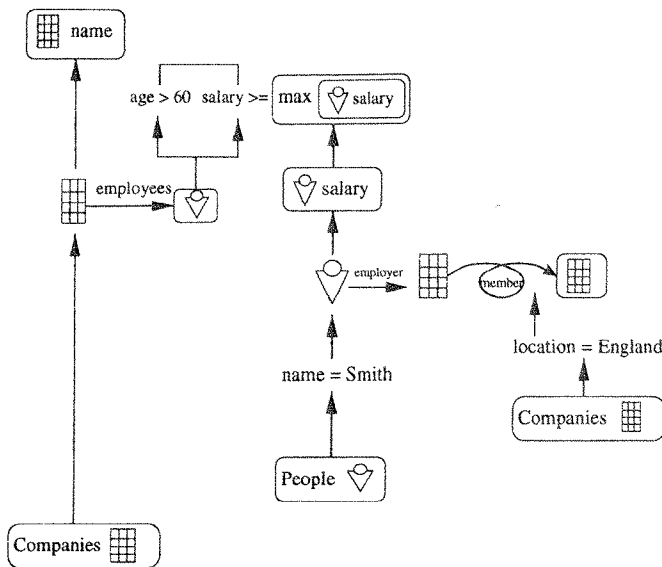 name
age > 60 salary >= max salary
employees
salary
employer
member
location = England
name = Smith
Companies
People
Companies